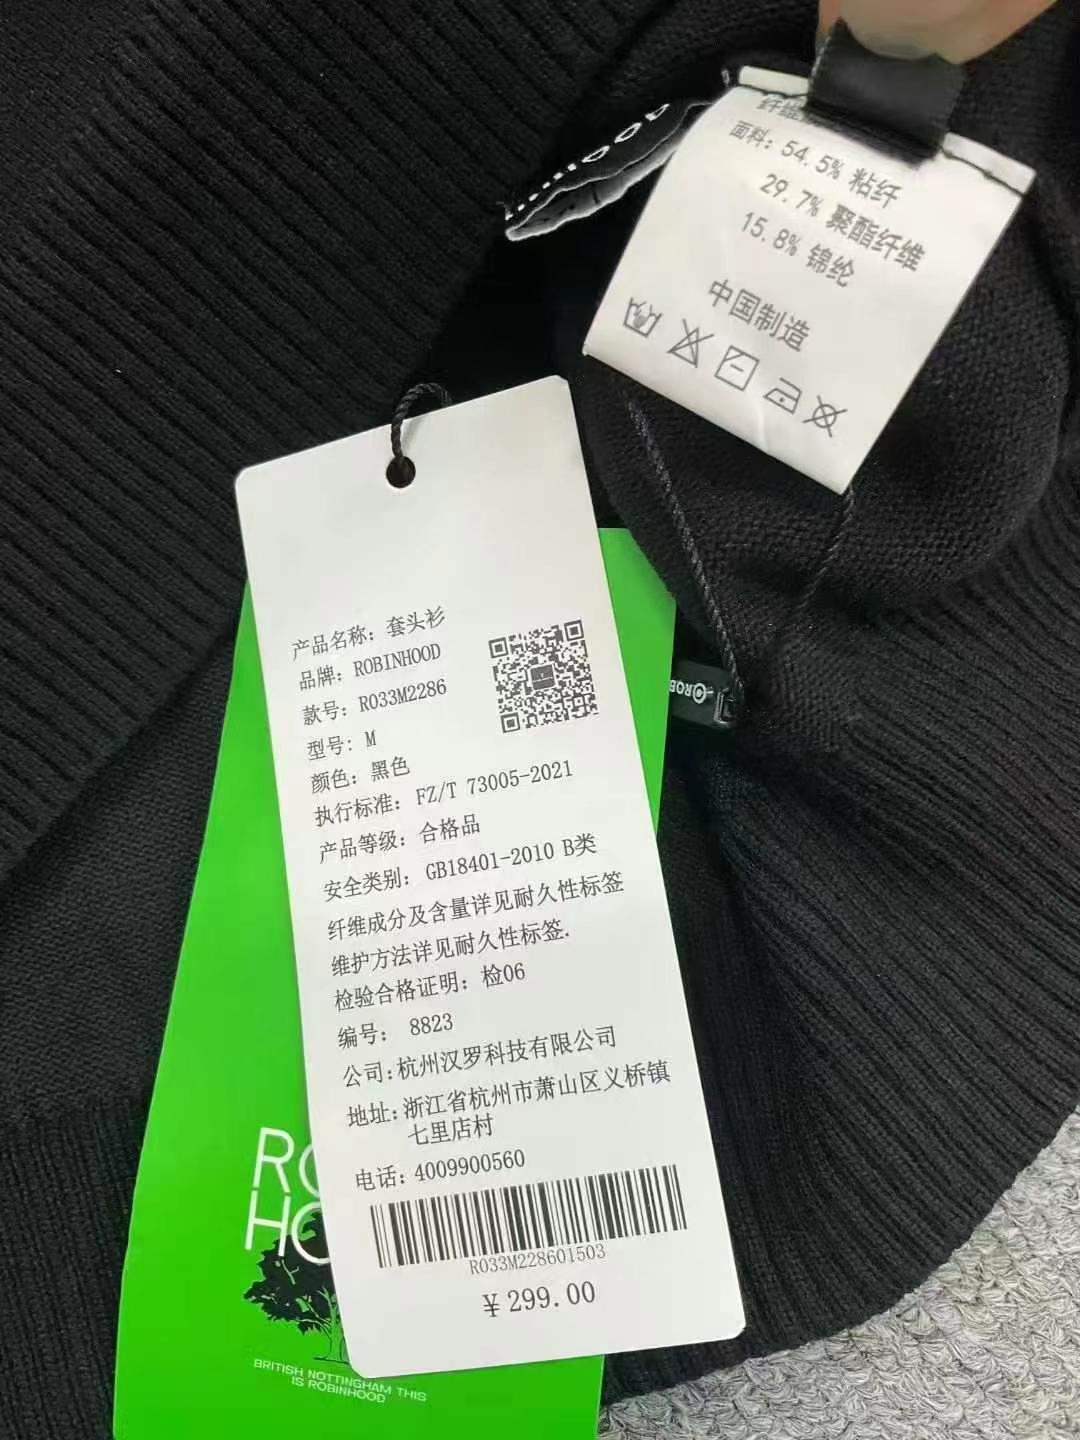 纤维
面料: 54.5% 粘纤
29.7% 聚酯纤维
15.8% 锦纶
中国制造
产品名称: 套头衫
品牌: ROBINHOOD
款号: R033M2286
型号: M
颜色: 黑色
执行标准: FZ/T 73005-2021
产品等级: 合格品
安全类别: GB18401-2010 B类
纤维成分及含量详见耐久性标签
维护方法详见耐久性标签.
检验合格证明: 检06
编号: 8823
公司: 杭州汉罗科技有限公司
地址: 浙江省杭州市萧山区义桥镇
七里店村
电话: 4009900560
R033M228601503
¥ 299.00
BRITISH NOTTINGHAM THIS
IS ROBINHOOD